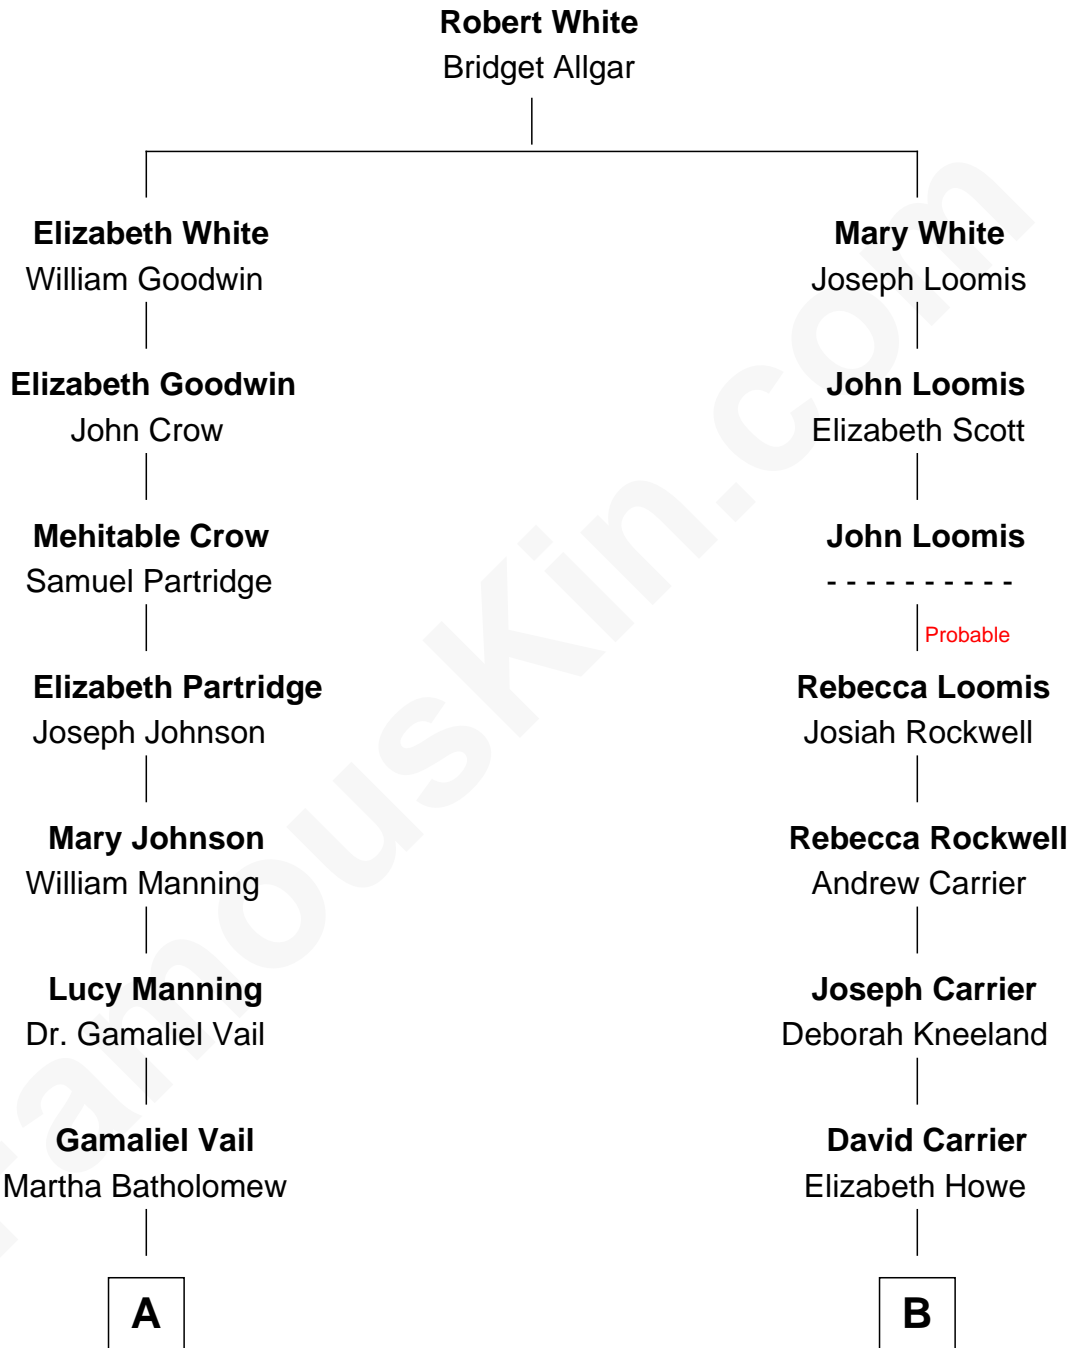 Robert White
Bridget Allgar
Elizabeth White
William Goodwin
Mary White
Joseph Loomis
Elizabeth Goodwin
John Crow
John Loomis
Elizabeth Scott
Mehitable Crow
Samuel Partridge
John Loomis
- - - - - - - - - -
Probable
Elizabeth Partridge
Joseph Johnson
Rebecca Loomis
Josiah Rockwell
Mary Johnson
William Manning
Rebecca Rockwell
Andrew Carrier
Lucy Manning
Dr. Gamaliel Vail
Joseph Carrier
Deborah Kneeland
Gamaliel Vail
Martha Batholomew
David Carrier
Elizabeth Howe
A
B
FamousKin.com